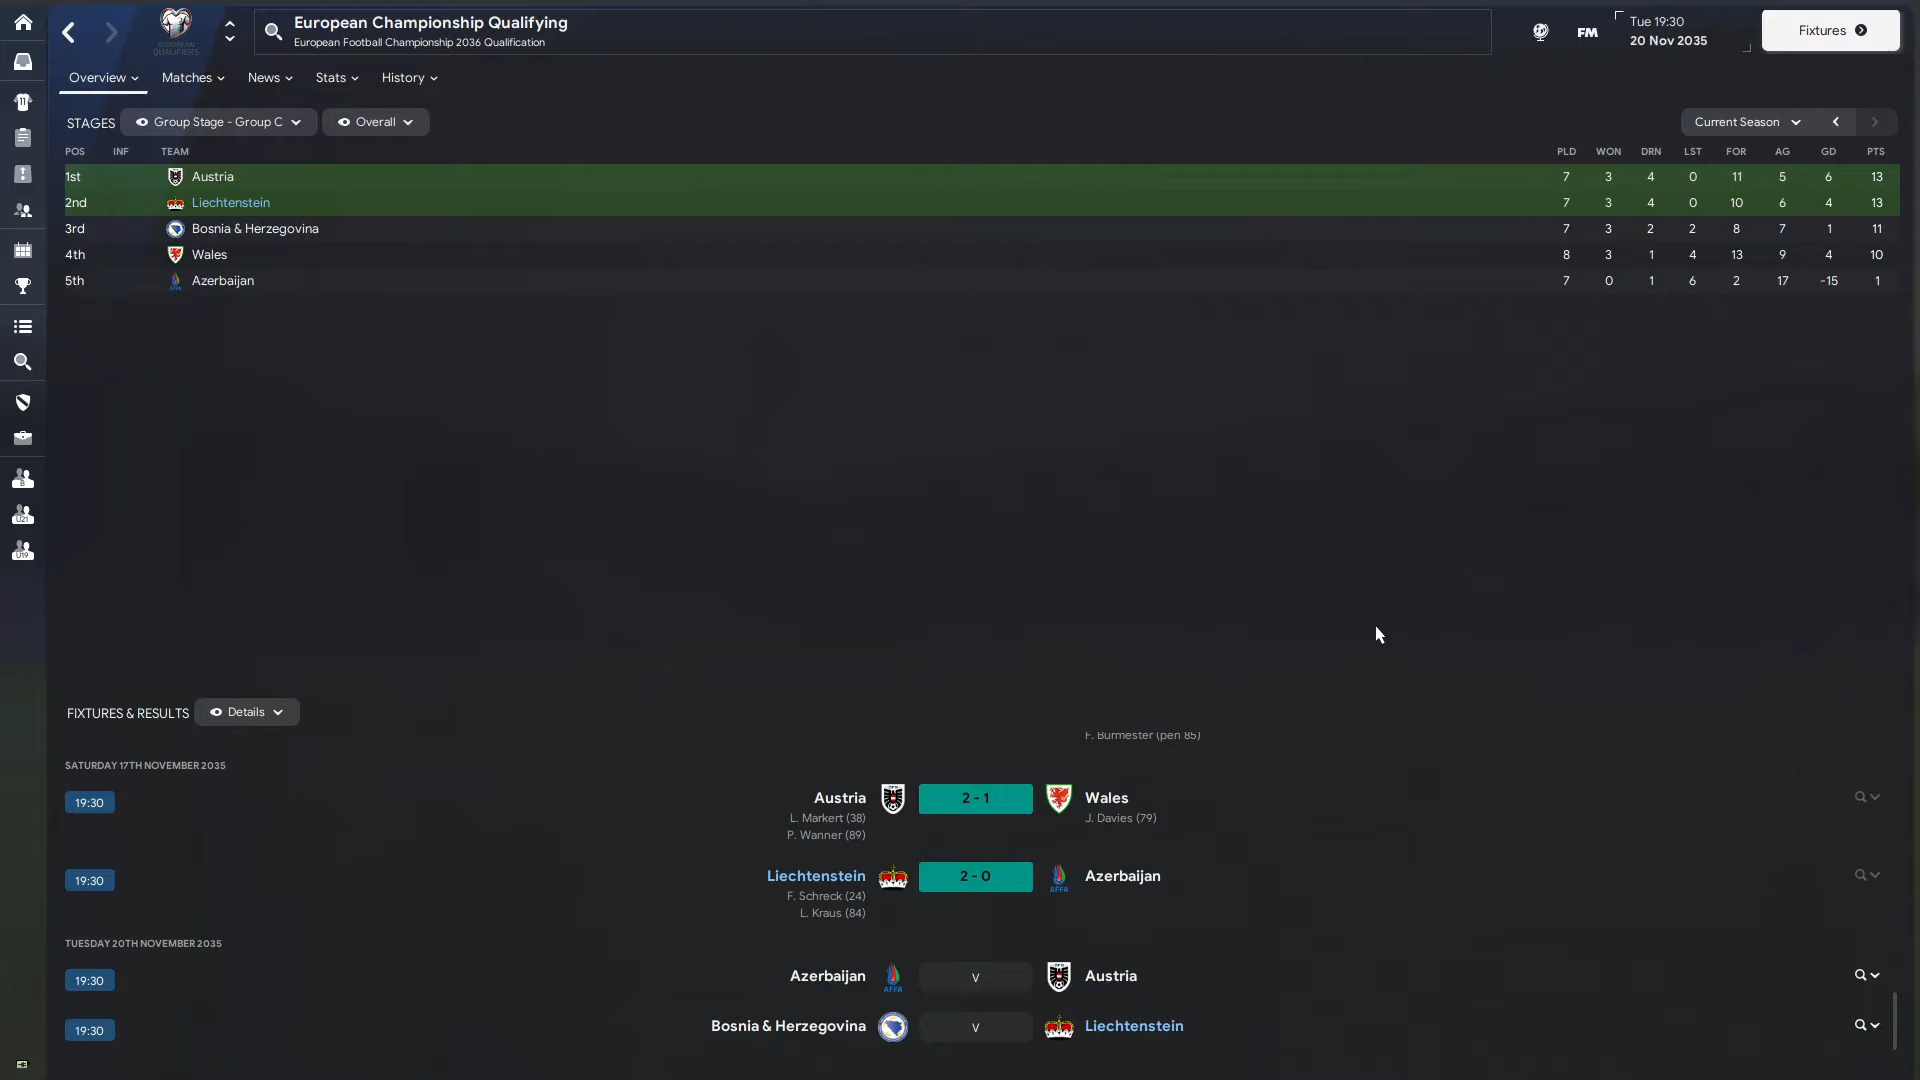 European Championship Qualifying
European Football Championship 2036 Qualification
EUROPEAN
QUALIFIERS
FM
Tue 19:30
20 Nov 2035
Fixtures
Overview
Matches
News
Stats
History
STAGES
Group Stage - Group C
Overall
Current Season
POS INF TEAM PLD WON DRN LST FOR AG GD PTS
1st Austria 7 3 4 0 11 5 6 13
2nd Liechtenstein 7 3 4 0 10 6 4 13
3rd Bosnia & Herzegovina 7 3 2 2 8 7 1 11
4th Wales 8 3 1 4 13 9 4 10
5th Azerbaijan 7 0 1 6 2 17 -15 1
11
B
U21
U19
FIXTURES & RESULTS
Details
F. Burmester (pen 85)
SATURDAY 17TH NOVEMBER 2035
19:30 Austria 2 - 1 Wales
L. Markert (38) J. Davies (79)
P. Wanner (89)
19:30 Liechtenstein 2 - 0 Azerbaijan
F. Schreck (24)
L. Kraus (84)
AFFA
TUESDAY 20TH NOVEMBER 2035
19:30 Azerbaijan V Austria
AFFA
19:30 Bosnia & Herzegovina V Liechtenstein